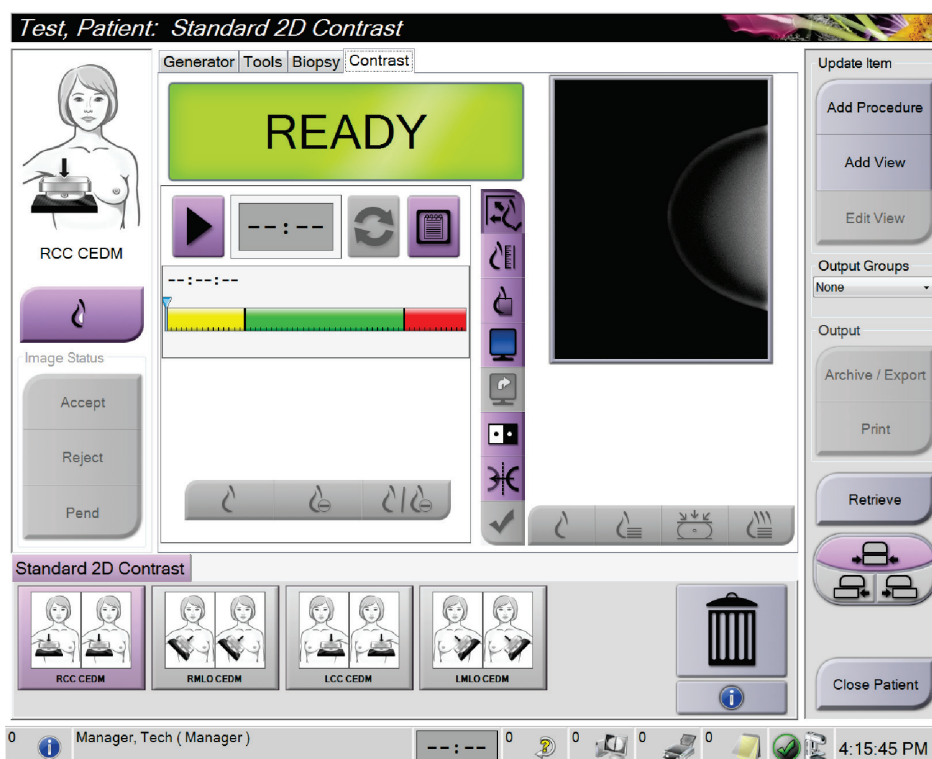 Test, Patient: Standard 2D Contrast
Generator Tools Biopsy Contrast
READY
--:--
--:--:--
RCC CEDM
Image Status
Accept
Reject
Pend
Update Item
Add Procedure
Add View
Edit View
Output Groups
None
Output
Archive / Export
Print
Retrieve
Close Patient
Standard 2D Contrast
RCC CEDM
RMLO CEDM
LCC CEDM
LMLO CEDM
0 Manager, Tech ( Manager ) --:-- 0 0 0 0 4:15:45 PM